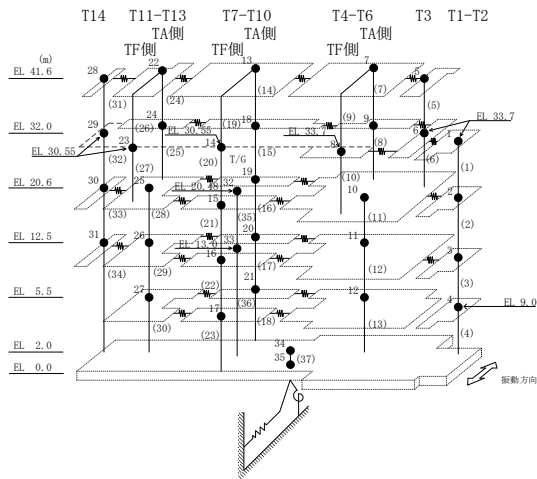 T14 T11-T13 T7-T10 T4-T6 T3 T1-T2
TA側 TA側 TA側
TF側 TF側 TF側
(m)
EL 41.6 28 22 13 7 5
(31) (24) (14) (7) (5)
EL 32.0 29 24 18 9 6 1 EL 33.7
(26) EL 30.55 (19) EL 33.7 (9)
EL 30.55 23 14 8 (8) (6)
(32) (25) (20) T/G (15) (1)
(27) 19 (10)
EL 20.6 30 25 EL 20.48 32 10 2
15 (35) (16)
(33) (28) (11) (2)
(21) 20
EL 12.5 31 26 EL 13.0 33 11 3
16 (17)
(34) (29) (12) (3)
(22) 21
EL 5.5 27 (36) 12 4 EL 9.0
17 (18)
(30) (23) (13) (4)
EL 2.0 34
35 (37)
EL 0.0
振動方向